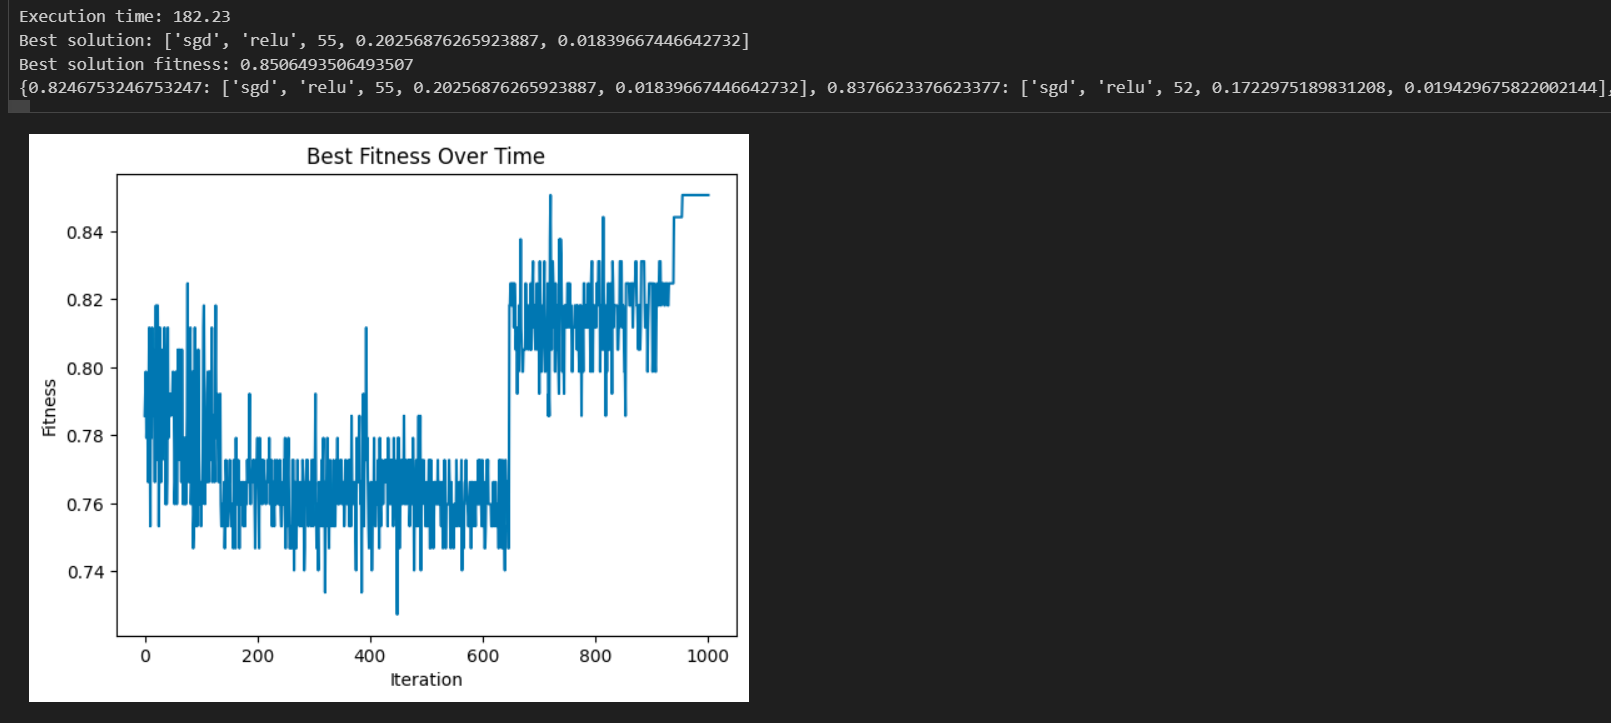 Execution time: 182.23
Best solution: ['sgd', 'relu', 55, 0.20256876265923887, 0.01839667446642732]
Best solution fitness: 0.8506493506493507
{0.8246753246753247: ['sgd', 'relu', 55, 0.20256876265923887, 0.01839667446642732], 0.8376623376623377: ['sgd', 'relu', 52, 0.1722975189831208, 0.019429675822002144],
Best Fitness Over Time
0.84
0.82
0.80
0.78
0.76
0.74
Fitness
0 200 400 600 800 1000
Iteration